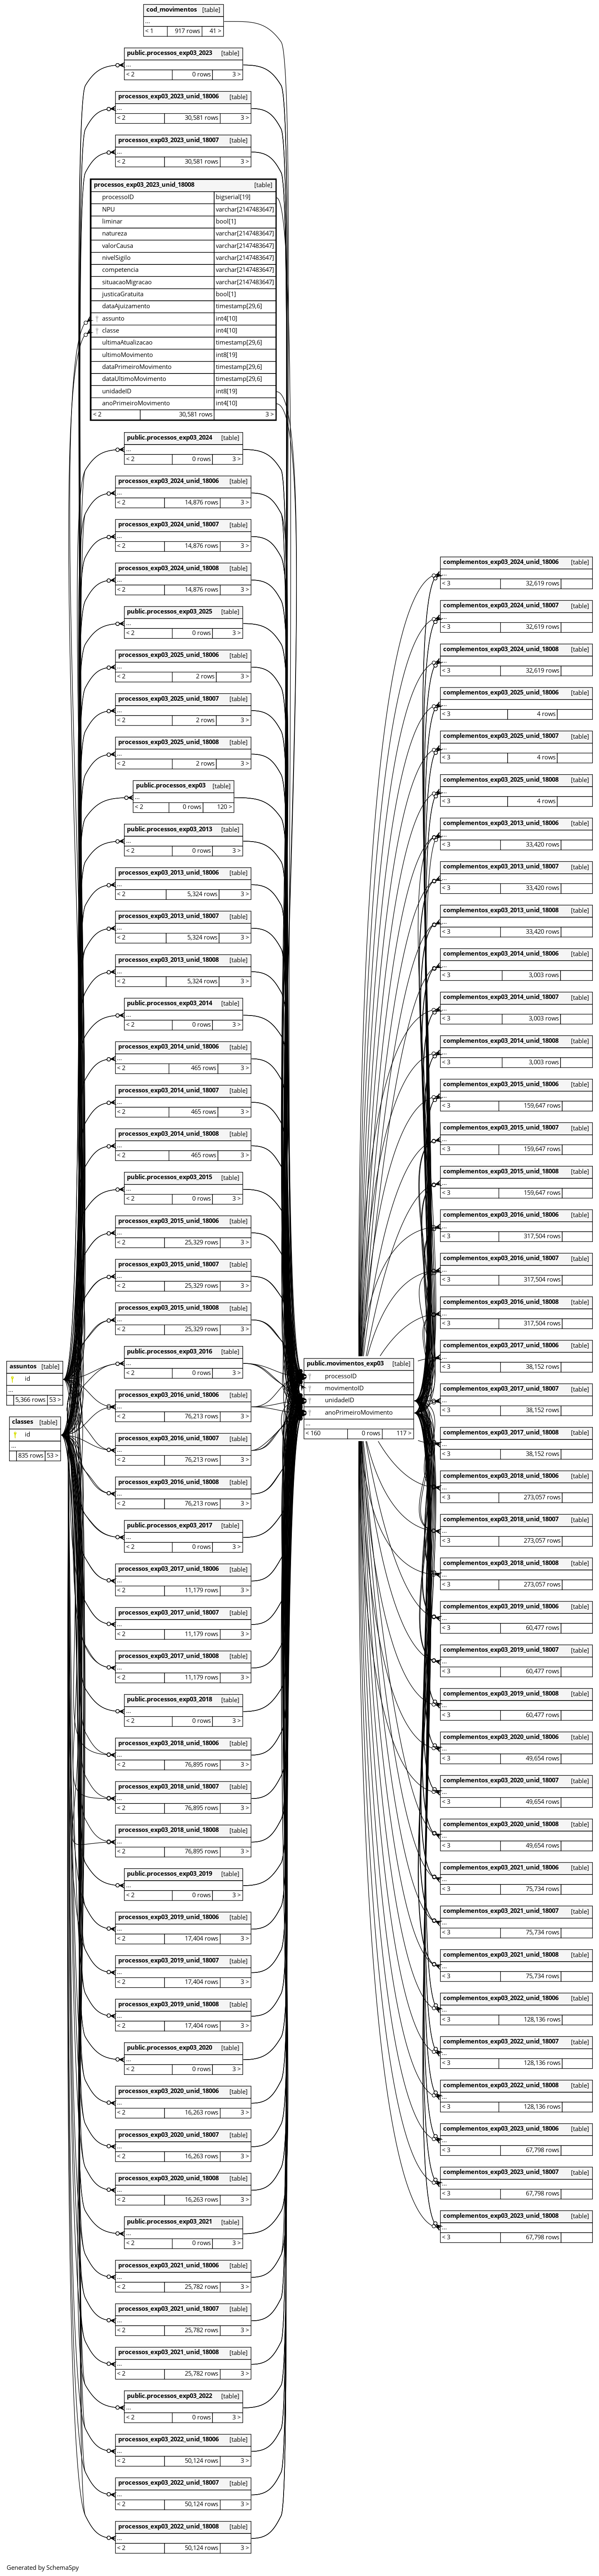 cod_movimentos [table]
...
< 1 917 rows 41 >
public.processos_exp03_2023 [table]
...
< 2 0 rows 3 >
processos_exp03_2023_unid_18006 [table]
...
< 2 30,581 rows 3 >
processos_exp03_2023_unid_18007 [table]
...
< 2 30,581 rows 3 >
processos_exp03_2023_unid_18008 [table]
processoID bigserial[19]
NPU varchar[2147483647]
liminar bool[1]
natureza varchar[2147483647]
valorCausa varchar[2147483647]
nivelSigilo varchar[2147483647]
competencia varchar[2147483647]
situacaoMigracao varchar[2147483647]
justicaGratuita bool[1]
dataAjuizamento timestamp[29,6]
assunto int4[10]
classe int4[10]
ultimaAtualizacao timestamp[29,6]
ultimoMovimento int8[19]
dataPrimeiroMovimento timestamp[29,6]
dataUltimoMovimento timestamp[29,6]
unidadeID int8[19]
anoPrimeiroMovimento int4[10]
< 2 30,581 rows 3 >
public.processos_exp03_2024 [table]
...
< 2 0 rows 3 >
processos_exp03_2024_unid_18006 [table]
...
< 2 14,876 rows 3 >
processos_exp03_2024_unid_18007 [table]
...
< 2 14,876 rows 3 >
processos_exp03_2024_unid_18008 [table]
...
< 2 14,876 rows 3 >
public.processos_exp03_2025 [table]
...
< 2 0 rows 3 >
processos_exp03_2025_unid_18006 [table]
...
< 2 2 rows 3 >
processos_exp03_2025_unid_18007 [table]
...
< 2 2 rows 3 >
processos_exp03_2025_unid_18008 [table]
...
< 2 2 rows 3 >
public.processos_exp03 [table]
...
< 2 0 rows 120 >
public.processos_exp03_2013 [table]
...
< 2 0 rows 3 >
processos_exp03_2013_unid_18006 [table]
...
< 2 5,324 rows 3 >
processos_exp03_2013_unid_18007 [table]
...
< 2 5,324 rows 3 >
processos_exp03_2013_unid_18008 [table]
...
< 2 5,324 rows 3 >
public.processos_exp03_2014 [table]
...
< 2 0 rows 3 >
processos_exp03_2014_unid_18006 [table]
...
< 2 465 rows 3 >
processos_exp03_2014_unid_18007 [table]
...
< 2 465 rows 3 >
processos_exp03_2014_unid_18008 [table]
...
< 2 465 rows 3 >
public.processos_exp03_2015 [table]
...
< 2 0 rows 3 >
processos_exp03_2015_unid_18006 [table]
...
< 2 25,329 rows 3 >
processos_exp03_2015_unid_18007 [table]
...
< 2 25,329 rows 3 >
processos_exp03_2015_unid_18008 [table]
...
< 2 25,329 rows 3 >
public.processos_exp03_2016 [table]
...
< 2 0 rows 3 >
processos_exp03_2016_unid_18006 [table]
...
< 2 76,213 rows 3 >
processos_exp03_2016_unid_18007 [table]
...
< 2 76,213 rows 3 >
processos_exp03_2016_unid_18008 [table]
...
< 2 76,213 rows 3 >
public.processos_exp03_2017 [table]
...
< 2 0 rows 3 >
processos_exp03_2017_unid_18006 [table]
...
< 2 11,179 rows 3 >
processos_exp03_2017_unid_18007 [table]
...
< 2 11,179 rows 3 >
processos_exp03_2017_unid_18008 [table]
...
< 2 11,179 rows 3 >
public.processos_exp03_2018 [table]
...
< 2 0 rows 3 >
processos_exp03_2018_unid_18006 [table]
...
< 2 76,895 rows 3 >
processos_exp03_2018_unid_18007 [table]
...
< 2 76,895 rows 3 >
processos_exp03_2018_unid_18008 [table]
...
< 2 76,895 rows 3 >
public.processos_exp03_2019 [table]
...
< 2 0 rows 3 >
processos_exp03_2019_unid_18006 [table]
...
< 2 17,404 rows 3 >
processos_exp03_2019_unid_18007 [table]
...
< 2 17,404 rows 3 >
processos_exp03_2019_unid_18008 [table]
...
< 2 17,404 rows 3 >
public.processos_exp03_2020 [table]
...
< 2 0 rows 3 >
processos_exp03_2020_unid_18006 [table]
...
< 2 16,263 rows 3 >
processos_exp03_2020_unid_18007 [table]
...
< 2 16,263 rows 3 >
processos_exp03_2020_unid_18008 [table]
...
< 2 16,263 rows 3 >
public.processos_exp03_2021 [table]
...
< 2 0 rows 3 >
processos_exp03_2021_unid_18006 [table]
...
< 2 25,782 rows 3 >
processos_exp03_2021_unid_18007 [table]
...
< 2 25,782 rows 3 >
processos_exp03_2021_unid_18008 [table]
...
< 2 25,782 rows 3 >
public.processos_exp03_2022 [table]
...
< 2 0 rows 3 >
processos_exp03_2022_unid_18006 [table]
...
< 2 50,124 rows 3 >
processos_exp03_2022_unid_18007 [table]
...
< 2 50,124 rows 3 >
processos_exp03_2022_unid_18008 [table]
...
< 2 50,124 rows 3 >
assuntos [table]
id
...
5,366 rows 53 >
classes [table]
id
...
835 rows 53 >
public.movimentos_exp03 [table]
processoID
movimentoID
unidadeID
anoPrimeiroMovimento
...
< 160 0 rows 117 >
complementos_exp03_2024_unid_18006 [table]
...
< 3 32,619 rows
complementos_exp03_2024_unid_18007 [table]
...
< 3 32,619 rows
complementos_exp03_2024_unid_18008 [table]
...
< 3 32,619 rows
complementos_exp03_2025_unid_18006 [table]
...
< 3 4 rows
complementos_exp03_2025_unid_18007 [table]
...
< 3 4 rows
complementos_exp03_2025_unid_18008 [table]
...
< 3 4 rows
complementos_exp03_2013_unid_18006 [table]
...
< 3 33,420 rows
complementos_exp03_2013_unid_18007 [table]
...
< 3 33,420 rows
complementos_exp03_2013_unid_18008 [table]
...
< 3 33,420 rows
complementos_exp03_2014_unid_18006 [table]
...
< 3 3,003 rows
complementos_exp03_2014_unid_18007 [table]
...
< 3 3,003 rows
complementos_exp03_2014_unid_18008 [table]
...
< 3 3,003 rows
complementos_exp03_2015_unid_18006 [table]
...
< 3 159,647 rows
complementos_exp03_2015_unid_18007 [table]
...
< 3 159,647 rows
complementos_exp03_2015_unid_18008 [table]
...
< 3 159,647 rows
complementos_exp03_2016_unid_18006 [table]
...
< 3 317,504 rows
complementos_exp03_2016_unid_18007 [table]
...
< 3 317,504 rows
complementos_exp03_2016_unid_18008 [table]
...
< 3 317,504 rows
complementos_exp03_2017_unid_18006 [table]
...
< 3 38,152 rows
complementos_exp03_2017_unid_18007 [table]
...
< 3 38,152 rows
complementos_exp03_2017_unid_18008 [table]
...
< 3 38,152 rows
complementos_exp03_2018_unid_18006 [table]
...
< 3 273,057 rows
complementos_exp03_2018_unid_18007 [table]
...
< 3 273,057 rows
complementos_exp03_2018_unid_18008 [table]
...
< 3 273,057 rows
complementos_exp03_2019_unid_18006 [table]
...
< 3 60,477 rows
complementos_exp03_2019_unid_18007 [table]
...
< 3 60,477 rows
complementos_exp03_2019_unid_18008 [table]
...
< 3 60,477 rows
complementos_exp03_2020_unid_18006 [table]
...
< 3 49,654 rows
complementos_exp03_2020_unid_18007 [table]
...
< 3 49,654 rows
complementos_exp03_2020_unid_18008 [table]
...
< 3 49,654 rows
complementos_exp03_2021_unid_18006 [table]
...
< 3 75,734 rows
complementos_exp03_2021_unid_18007 [table]
...
< 3 75,734 rows
complementos_exp03_2021_unid_18008 [table]
...
< 3 75,734 rows
complementos_exp03_2022_unid_18006 [table]
...
< 3 128,136 rows
complementos_exp03_2022_unid_18007 [table]
...
< 3 128,136 rows
complementos_exp03_2022_unid_18008 [table]
...
< 3 128,136 rows
complementos_exp03_2023_unid_18006 [table]
...
< 3 67,798 rows
complementos_exp03_2023_unid_18007 [table]
...
< 3 67,798 rows
complementos_exp03_2023_unid_18008 [table]
...
< 3 67,798 rows
Generated by SchemaSpy